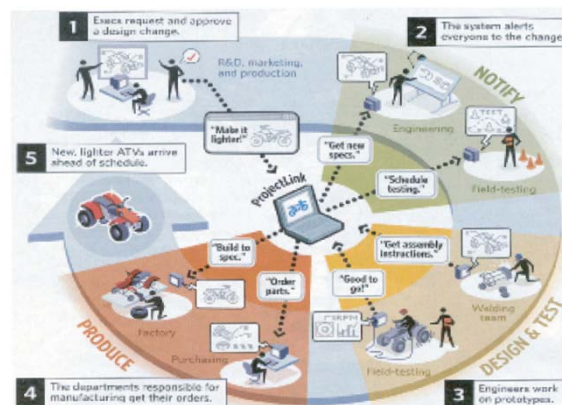 1
Execs request and approve
a design change.
2
The system alerts
everyone to the change.
R&D, marketing,
and production
NOTIFY
Engineering
TEXT
"Make it
lighter!"
"Get new
specs."
5
New, lighter ATVs arrive
ahead of schedule.
"Schedule
testing."
Field-testing
ProjectLink
"Build to
spec."
"Get assembly
instructions."
"Order
parts."
"Good to
go!"
Welding
team
Factory
Purchasing
Field-testing
PRODUCE
DESIGN & TEST
4
The departments responsible for
manufacturing get their orders.
3
Engineers work
on prototypes.